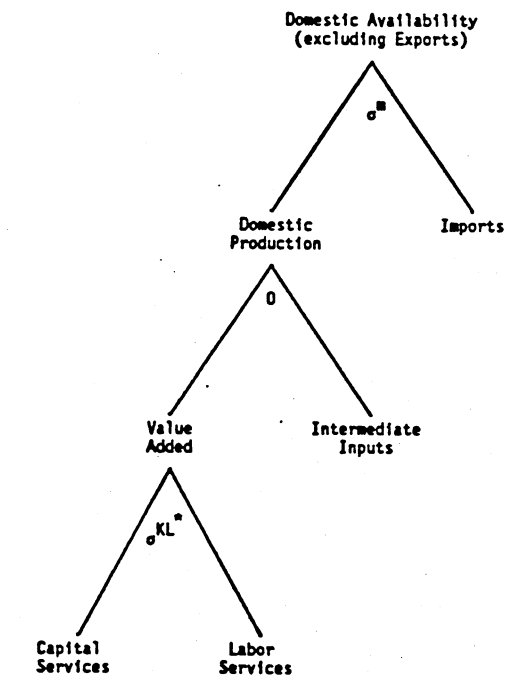 Domestic Availability
(excluding Exports)
σᵐ
Domestic
Production
Imports
0
Value
Added
Intermediate
Inputs
σᴷᴸ*
Capital
Services
Labor
Services